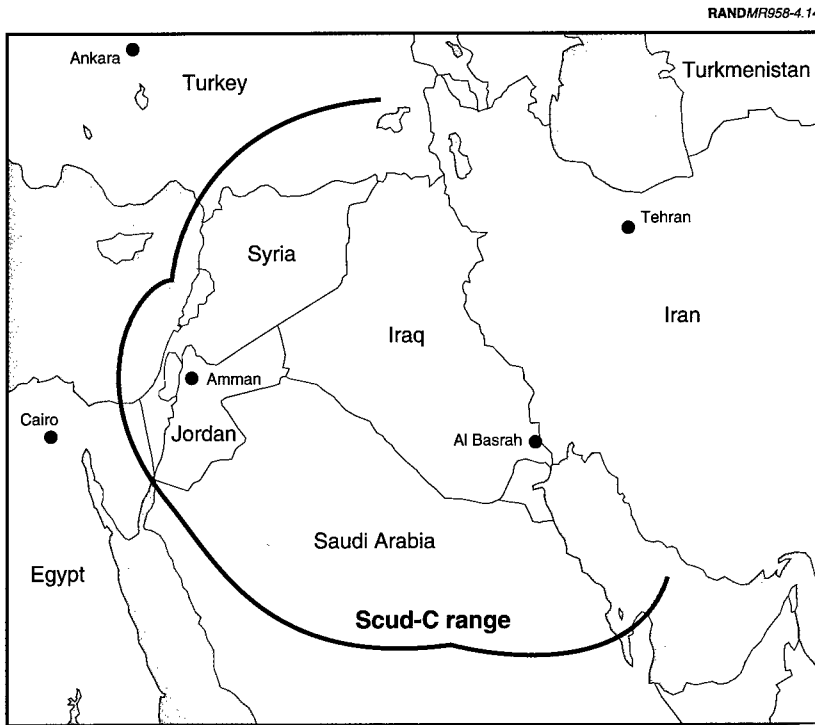 RANDMR958-4.14
Ankara
Turkey
Turkmenistan
Tehran
Syria
Iran
Iraq
Amman
Cairo
Jordan
Al Basrah
Saudi Arabia
Egypt
Scud-C range